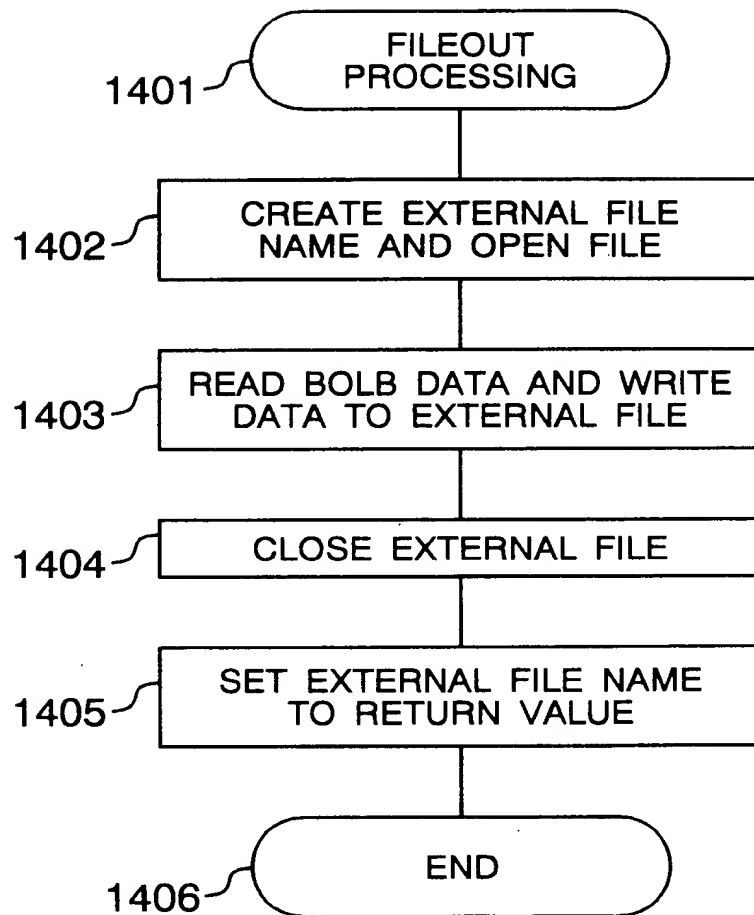 FILEOUT
PROCESSING
1401
CREATE EXTERNAL FILE
NAME AND OPEN FILE
1402
READ BOLB DATA AND WRITE
DATA TO EXTERNAL FILE
1403
CLOSE EXTERNAL FILE
1404
SET EXTERNAL FILE NAME
TO RETURN VALUE
1405
END
1406